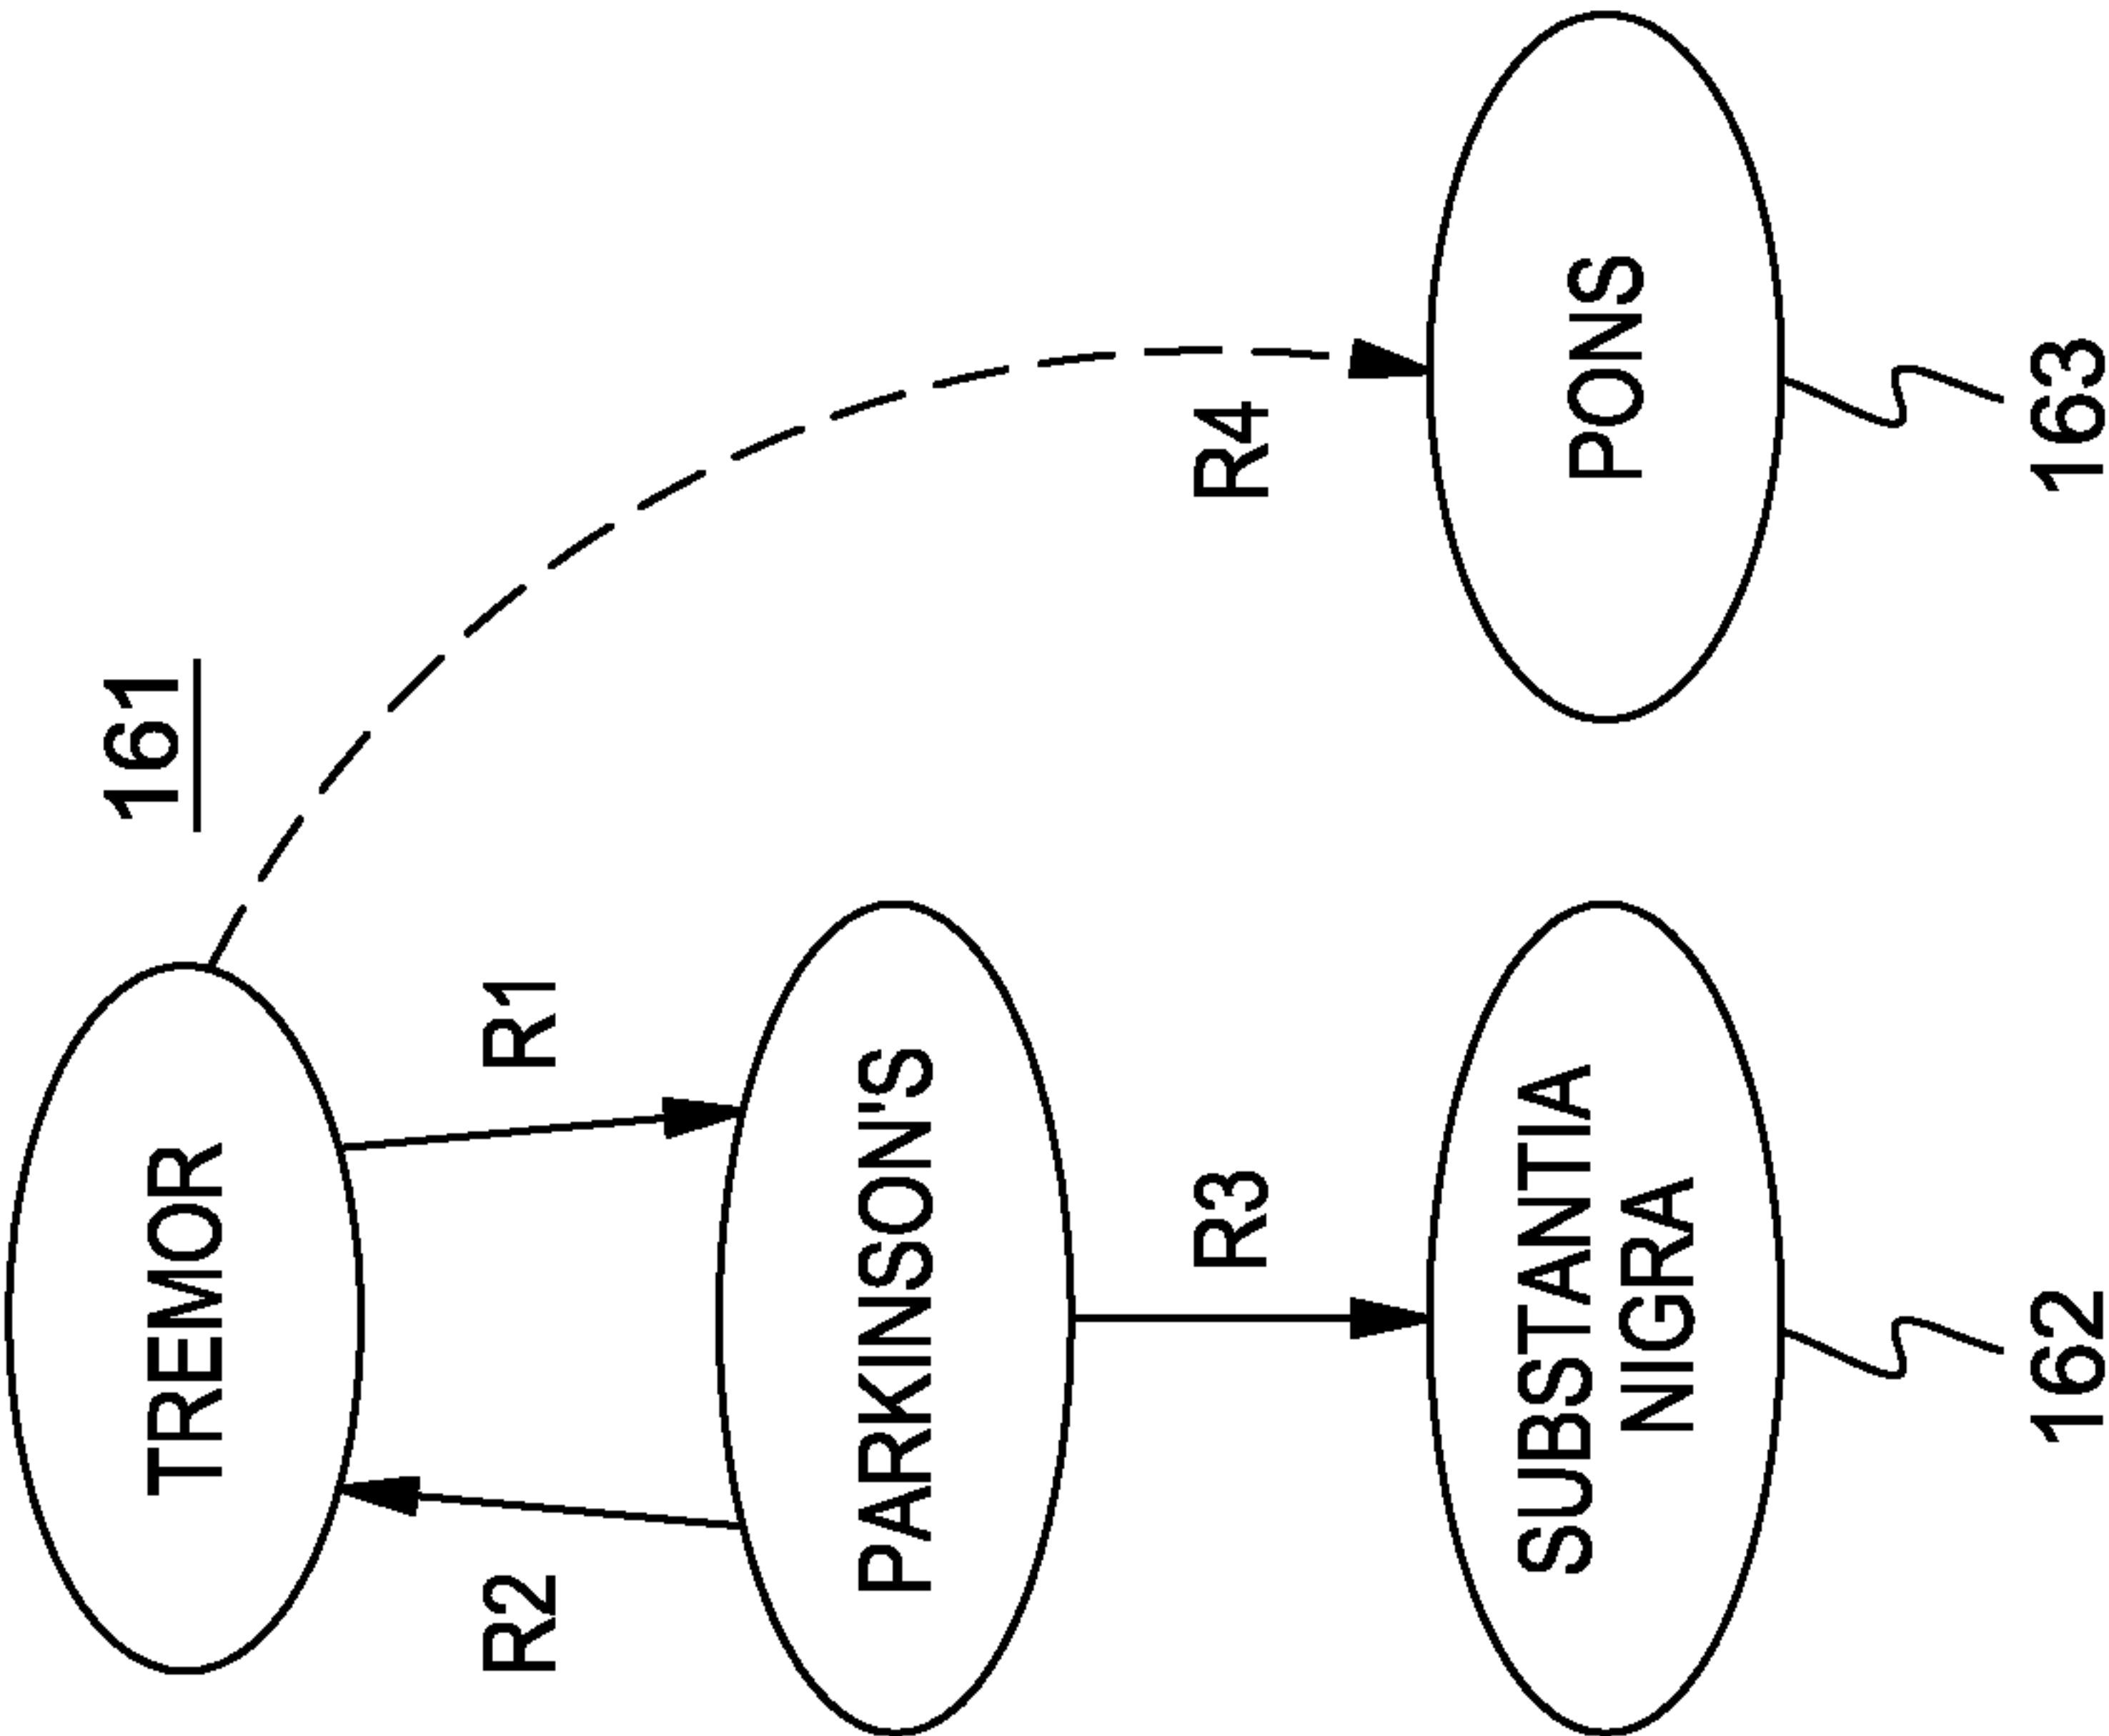 161
TREMOR
R2
R1
PARKINSON'S
R3
R4
SUBSTANTIA
NIGRA
PONS
162
163